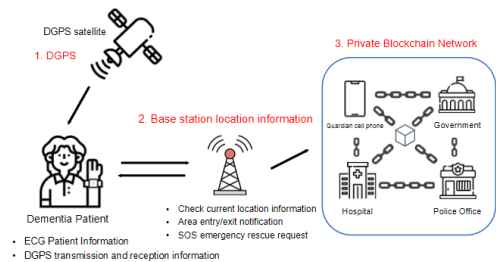 DGPS satellite
1. DGPS
3. Private Blockchain Network
2. Base station location information
Guardian cell phone
Government
Hospital
Police Office
Dementia Patient
• Check current location information
• Area entry/exit notification
• SOS emergency rescue request
• ECG Patient Information
• DGPS transmission and reception information